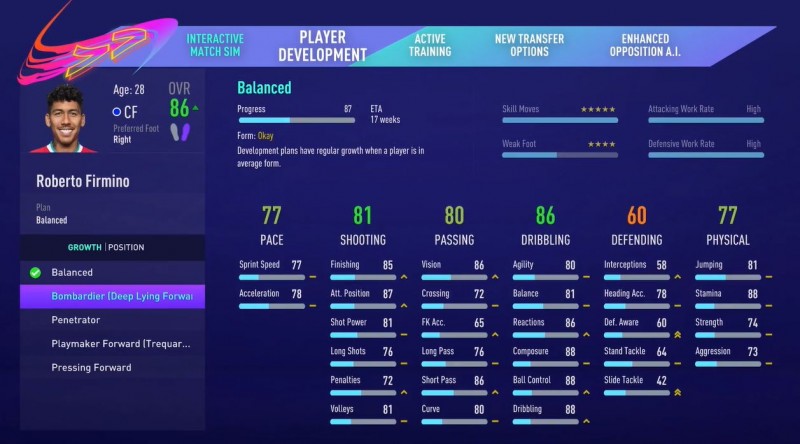 INTERACTIVE
MATCH SIM
PLAYER
DEVELOPMENT
ACTIVE
TRAINING
NEW TRANSFER
OPTIONS
ENHANCED
OPPOSITION A.I.
Age: 28
OVR
CF
86
Preferred Foot
Right
Roberto Firmino
Plan
Balanced
GROWTH | POSITION
Balanced
Bombardier (Deep Lying Forwar
Penetrator
Playmaker Forward (Trequar...
Pressing Forward
Balanced
Progress 87
ETA
17 weeks
Form: Okay
Development plans have regular growth when a player is in
average form.
Skill Moves ★★★★★
Attacking Work Rate High
Weak Foot ★★★★
Defensive Work Rate High
77
PACE
Sprint Speed 77
Acceleration 78
81
SHOOTING
Finishing 85
Att. Position 87
Shot Power 81
Long Shots 76
Penalties 72
Volleys 81
80
PASSING
Vision 86
Crossing 72
FK Acc. 65
Long Pass 76
Short Pass 86
Curve 80
86
DRIBBLING
Agility 80
Balance 81
Reactions 86
Composure 88
Ball Control 88
Dribbling 88
60
DEFENDING
Interceptions 58
Heading Acc. 78
Def. Aware 60
Stand Tackle 64
Slide Tackle 42
77
PHYSICAL
Jumping 81
Stamina 88
Strength 74
Aggression 73